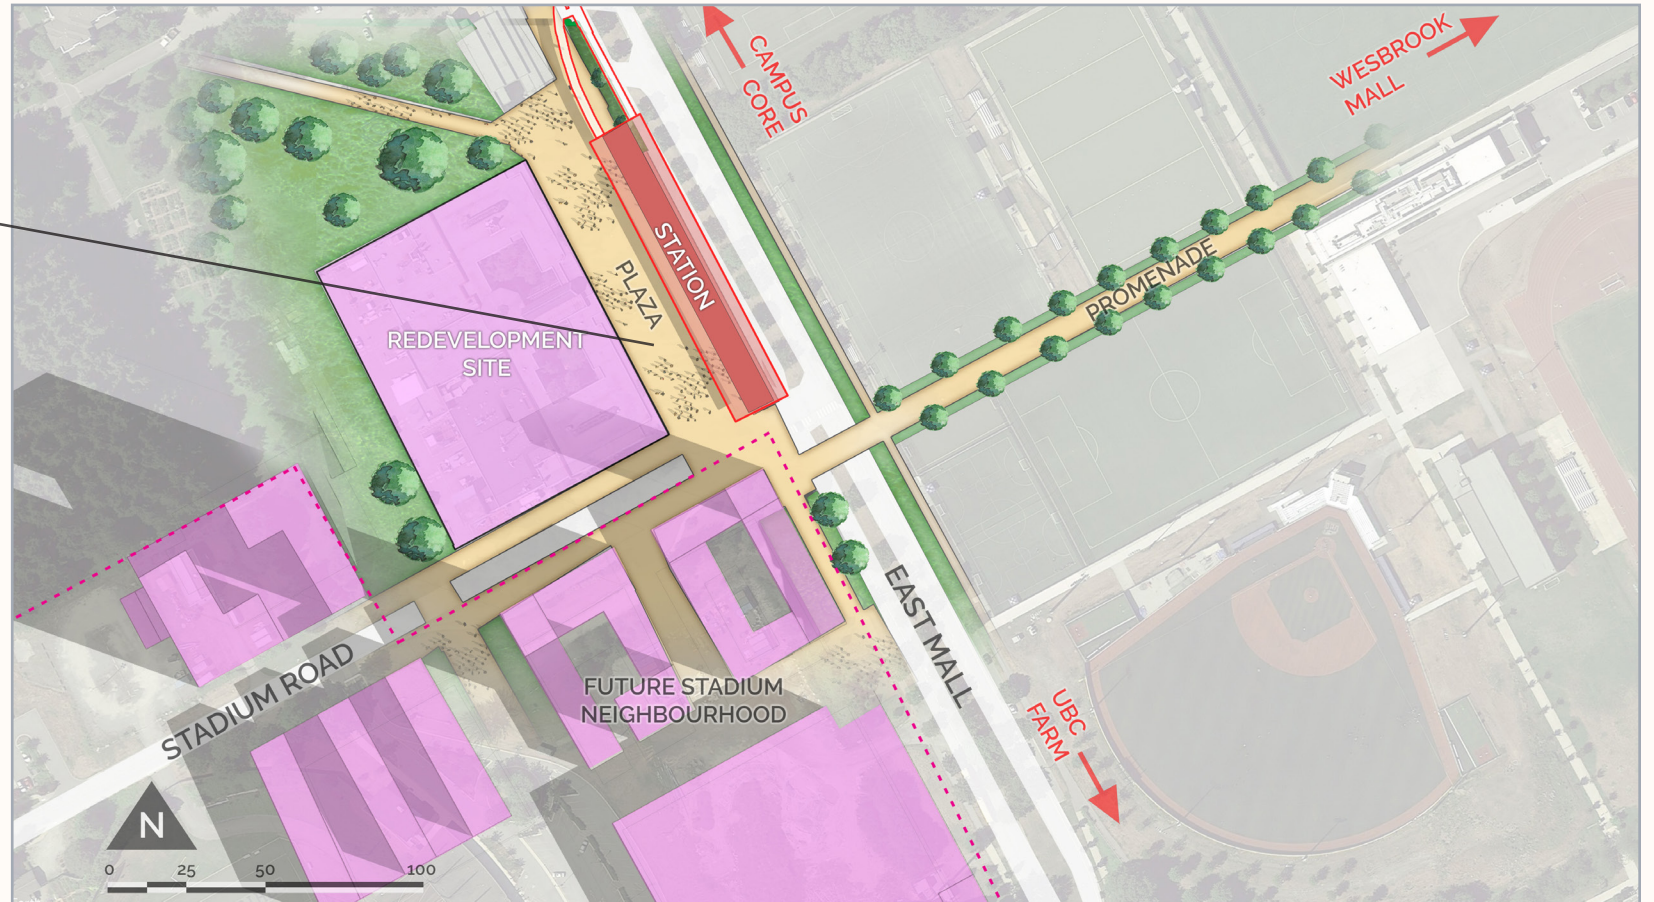 CAMPUS
CORE
WESBROOK
MALL
STATION
PLAZA
PROMENADE
REDEVELOPMENT
SITE
EAST MALL
STADIUM ROAD
FUTURE STADIUM
NEIGHBOURHOOD
UBC
FARM
N
0 25 50 100